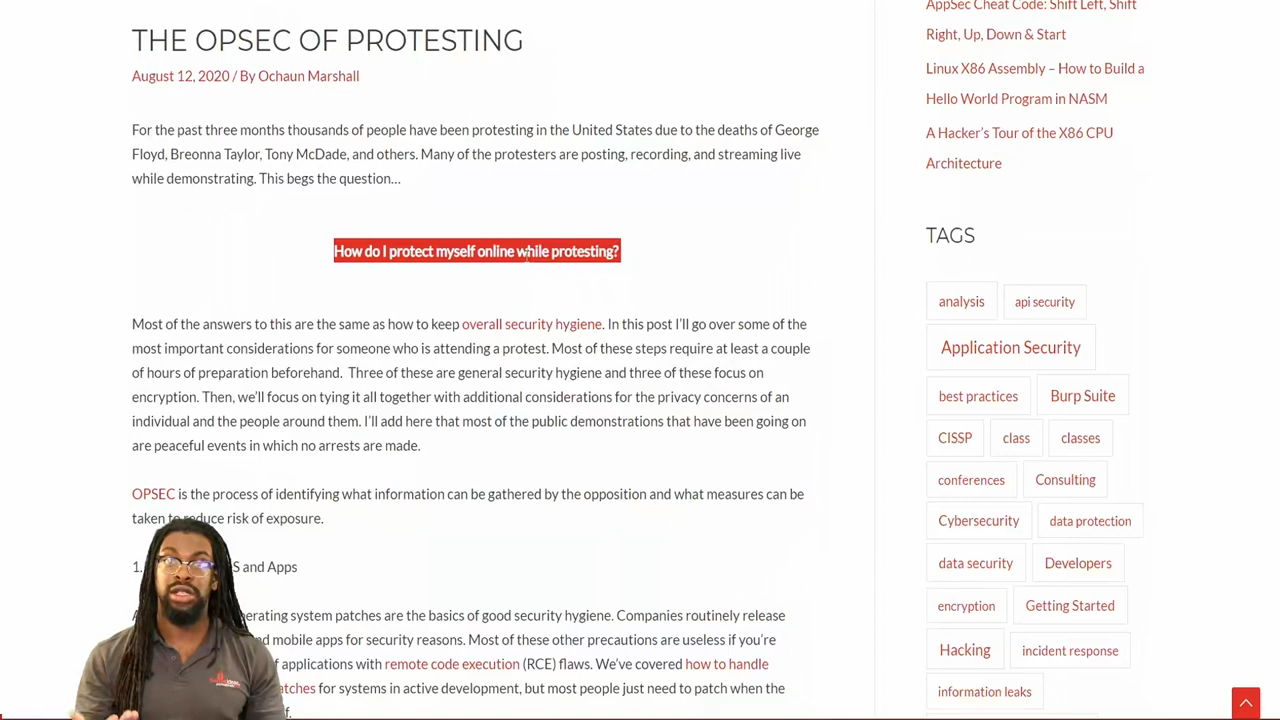 THE OPSEC OF PROTESTING
August 12, 2020 / By Ochaun Marshall
For the past three months thousands of people have been protesting in the United States due to the deaths of George
Floyd, Breonna Taylor, Tony McDade, and others. Many of the protesters are posting, recording, and streaming live
while demonstrating. This begs the question…
How do I protect myself online while protesting?
Most of the answers to this are the same as how to keep overall security hygiene. In this post I'll go over some of the
most important considerations for someone who is attending a protest. Most of these steps require at least a couple
of hours of preparation beforehand. Three of these are general security hygiene and three of these focus on
encryption. Then, we'll focus on tying it all together with additional considerations for the privacy concerns of an
individual and the people around them. I'll add here that most of the public demonstrations that have been going on
are peaceful events in which no arrests are made.
OPSEC is the process of identifying what information can be gathered by the opposition and what measures can be
taken to reduce risk of exposure.
1. S and Apps
erating system patches are the basics of good security hygiene. Companies routinely release
nd mobile apps for security reasons. Most of these other precautions are useless if you're
f applications with remote code execution (RCE) flaws. We've covered how to handle
atches for systems in active development, but most people just need to patch when the
f.
AppSec Cheat Code: Shift Left, Shift
Right, Up, Down & Start
Linux X86 Assembly – How to Build a
Hello World Program in NASM
A Hacker's Tour of the X86 CPU
Architecture
TAGS
analysis api security
Application Security
best practices Burp Suite
CISSP class classes
conferences Consulting
Cybersecurity data protection
data security Developers
encryption Getting Started
Hacking incident response
information leaks